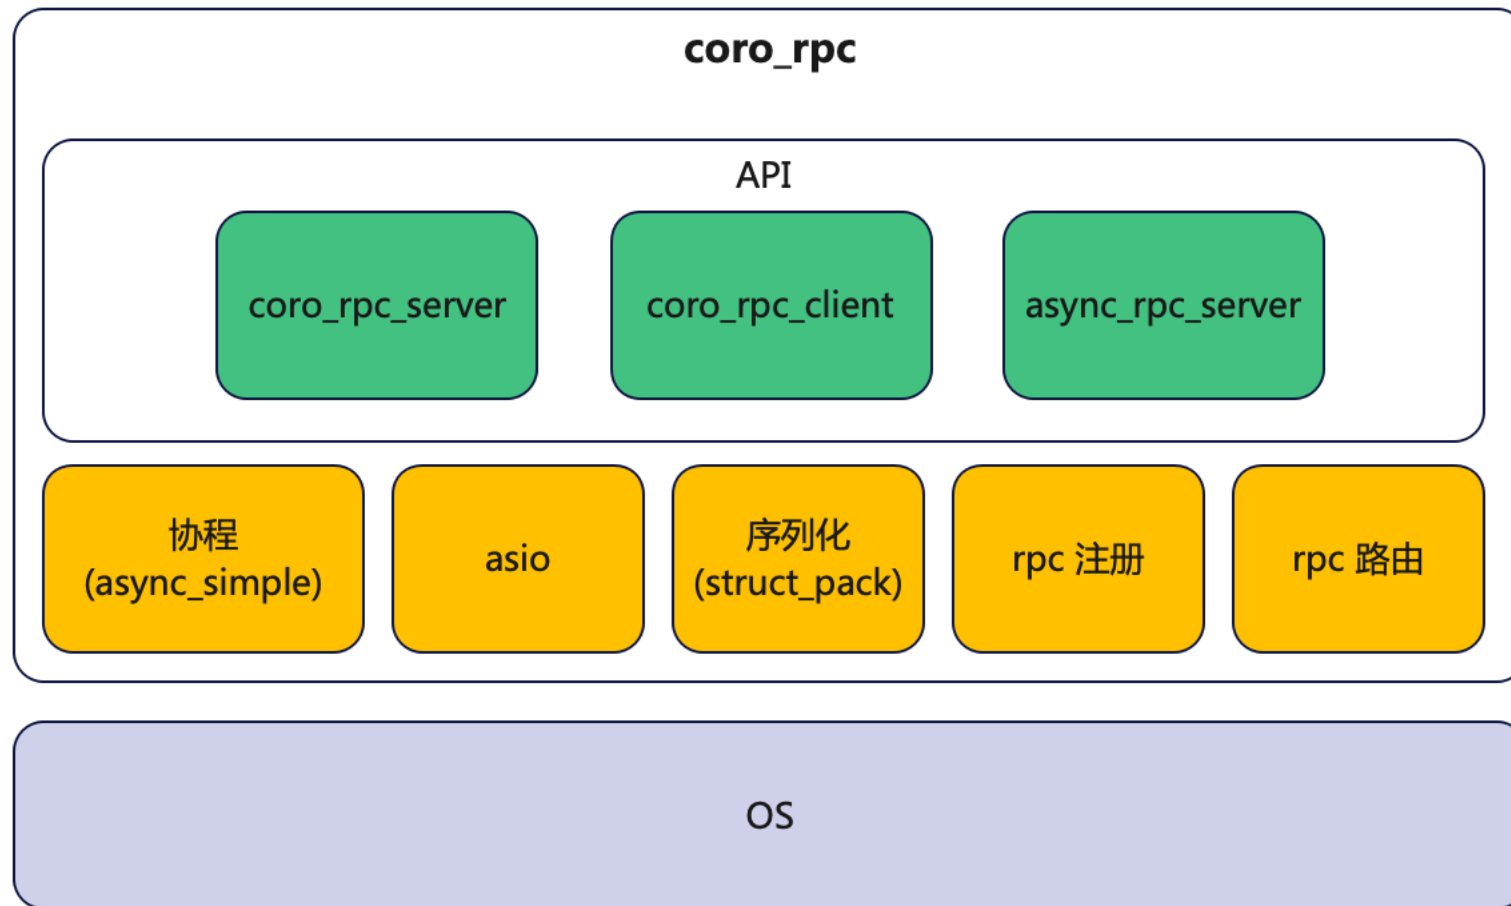 coro_rpc
API
coro_rpc_server
coro_rpc_client
async_rpc_server
协程
(async_simple)
asio
序列化
(struct_pack)
rpc 注册
rpc 路由
OS